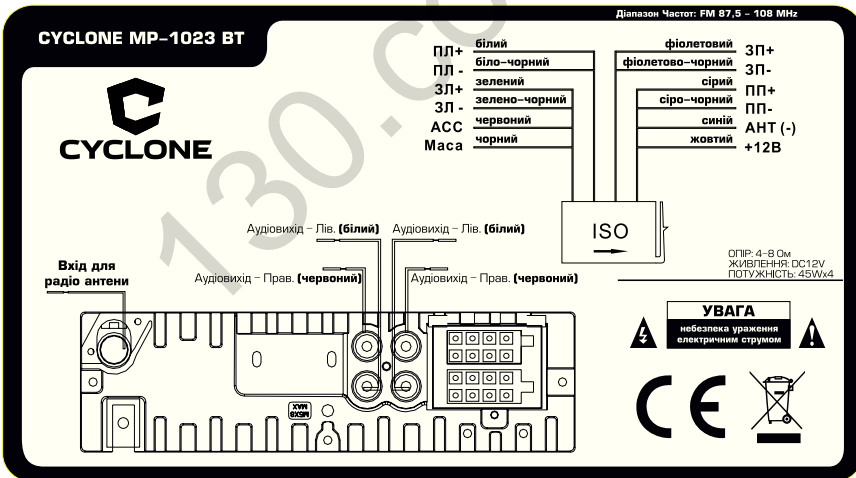 Діапазон Частот: FM 87,5 – 108 MHz
CYCLONE MP-1023 BT
CYCLONE
ПЛ+ білий
ПЛ - біло-чорний
ЗЛ+ зелений
ЗЛ - зелено-чорний
ACC червоний
Маса чорний
фіолетовий ЗП+
фіолетово-чорний ЗП-
сірий ПП+
сіро-чорний ПП-
синій АНТ (-)
жовтий +12В
ISO
ОПІР: 4-8 Ом
ЖИВЛЕННЯ: DC12V
ПОТУЖНІСТЬ: 45Wx4
Аудіовихід – Лів. (білий) Аудіовихід – Лів. (білий)
Аудіовихід – Прав. (червоний) Аудіовихід – Прав. (червоний)
Вхід для
радіо антени
M5X8
MAX
УВАГА
небезпека ураження
електричним струмом
CE